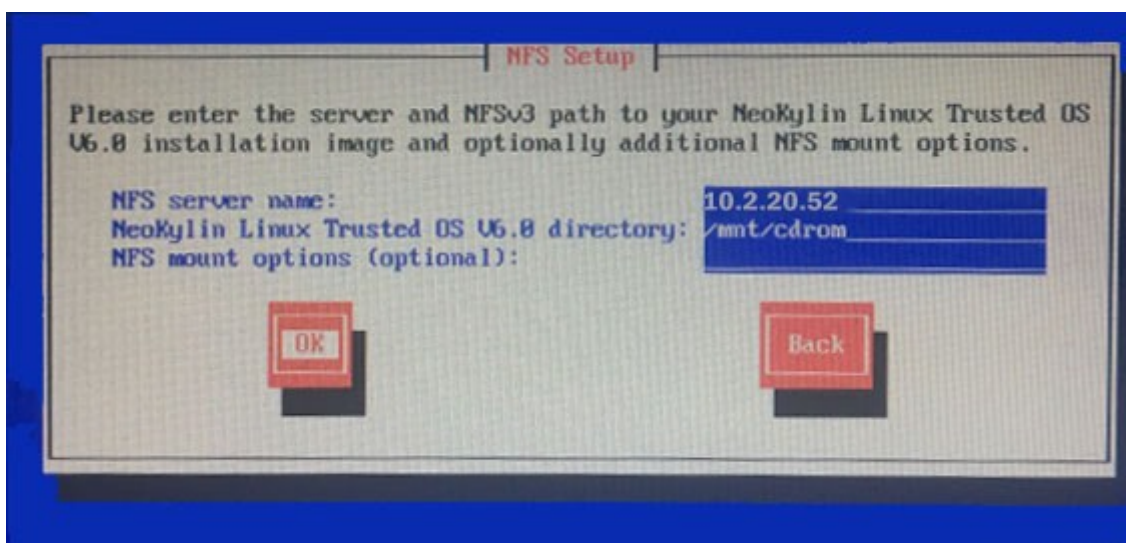 NFS Setup
Please enter the server and NFSv3 path to your NeoKylin Linux Trusted OS
V6.0 installation image and optionally additional NFS mount options.
NFS server name: 10.2.20.52
NeoKylin Linux Trusted OS V6.0 directory: /mnt/cdrom
NFS mount options (optional):
OK Back